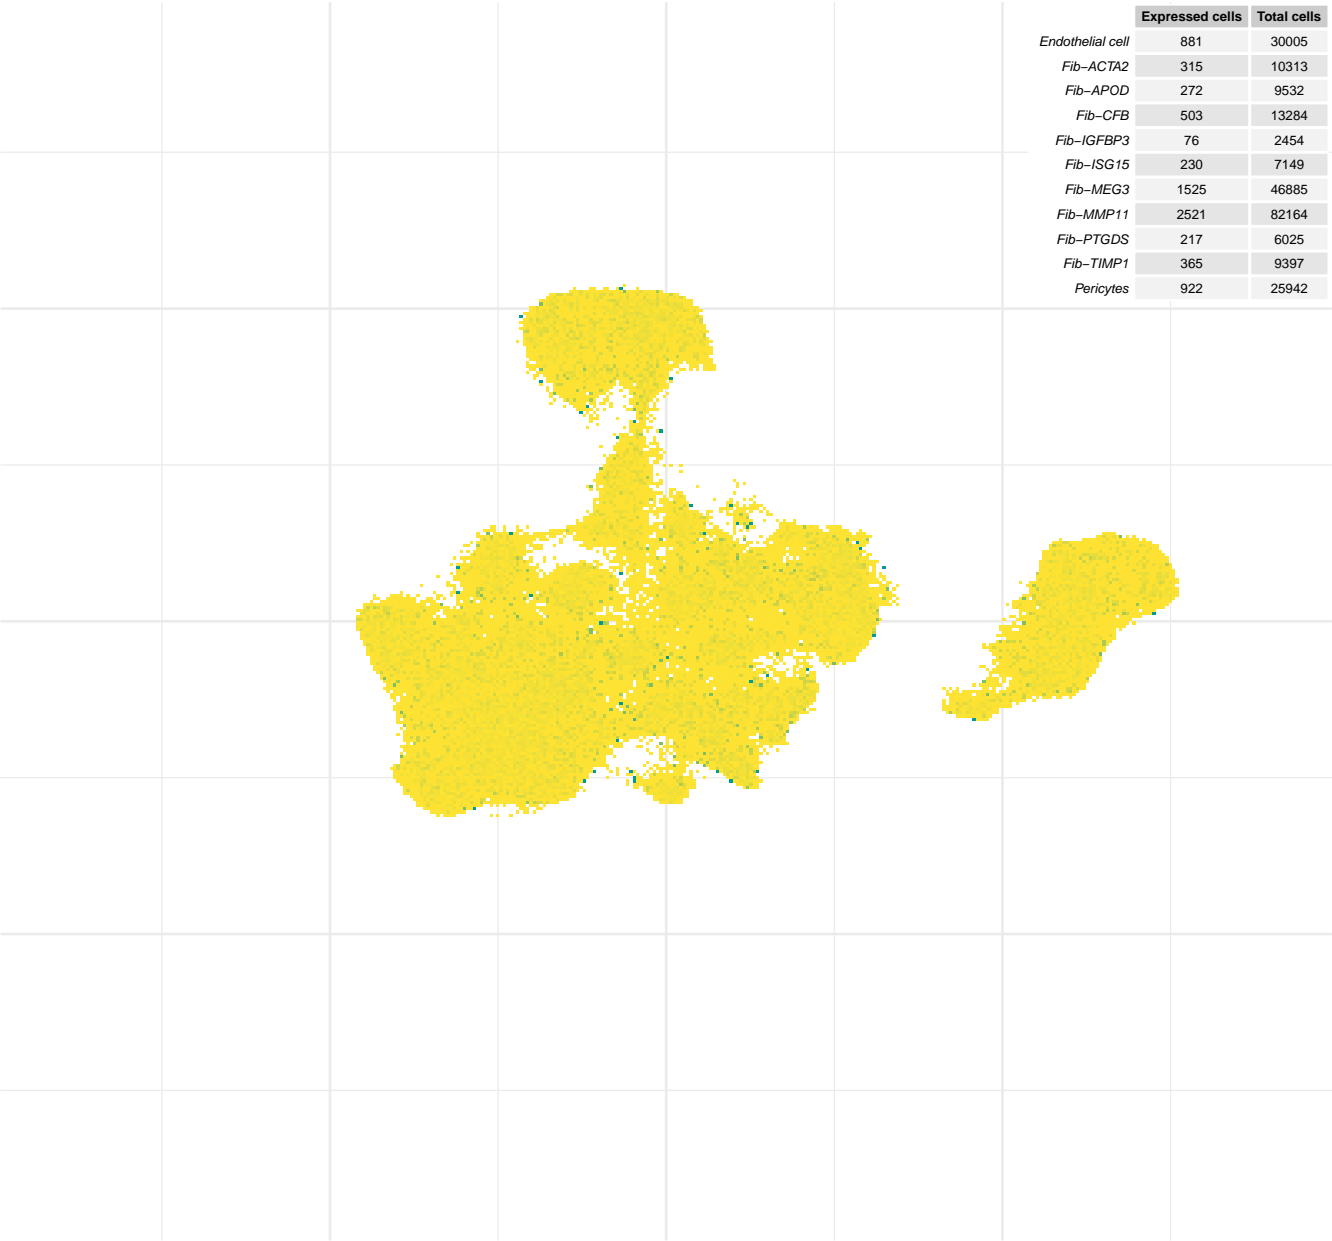 Expressed cells Total cells
Endothelial cell 881 30005
Fib−ACTA2 315 10313
Fib−APOD 272 9532
Fib−CFB 503 13284
Fib−IGFBP3 76 2454
Fib−ISG15 230 7149
Fib−MEG3 1525 46885
Fib−MMP11 2521 82164
Fib−PTGDS 217 6025
Fib−TIMP1 365 9397
Pericytes 922 25942